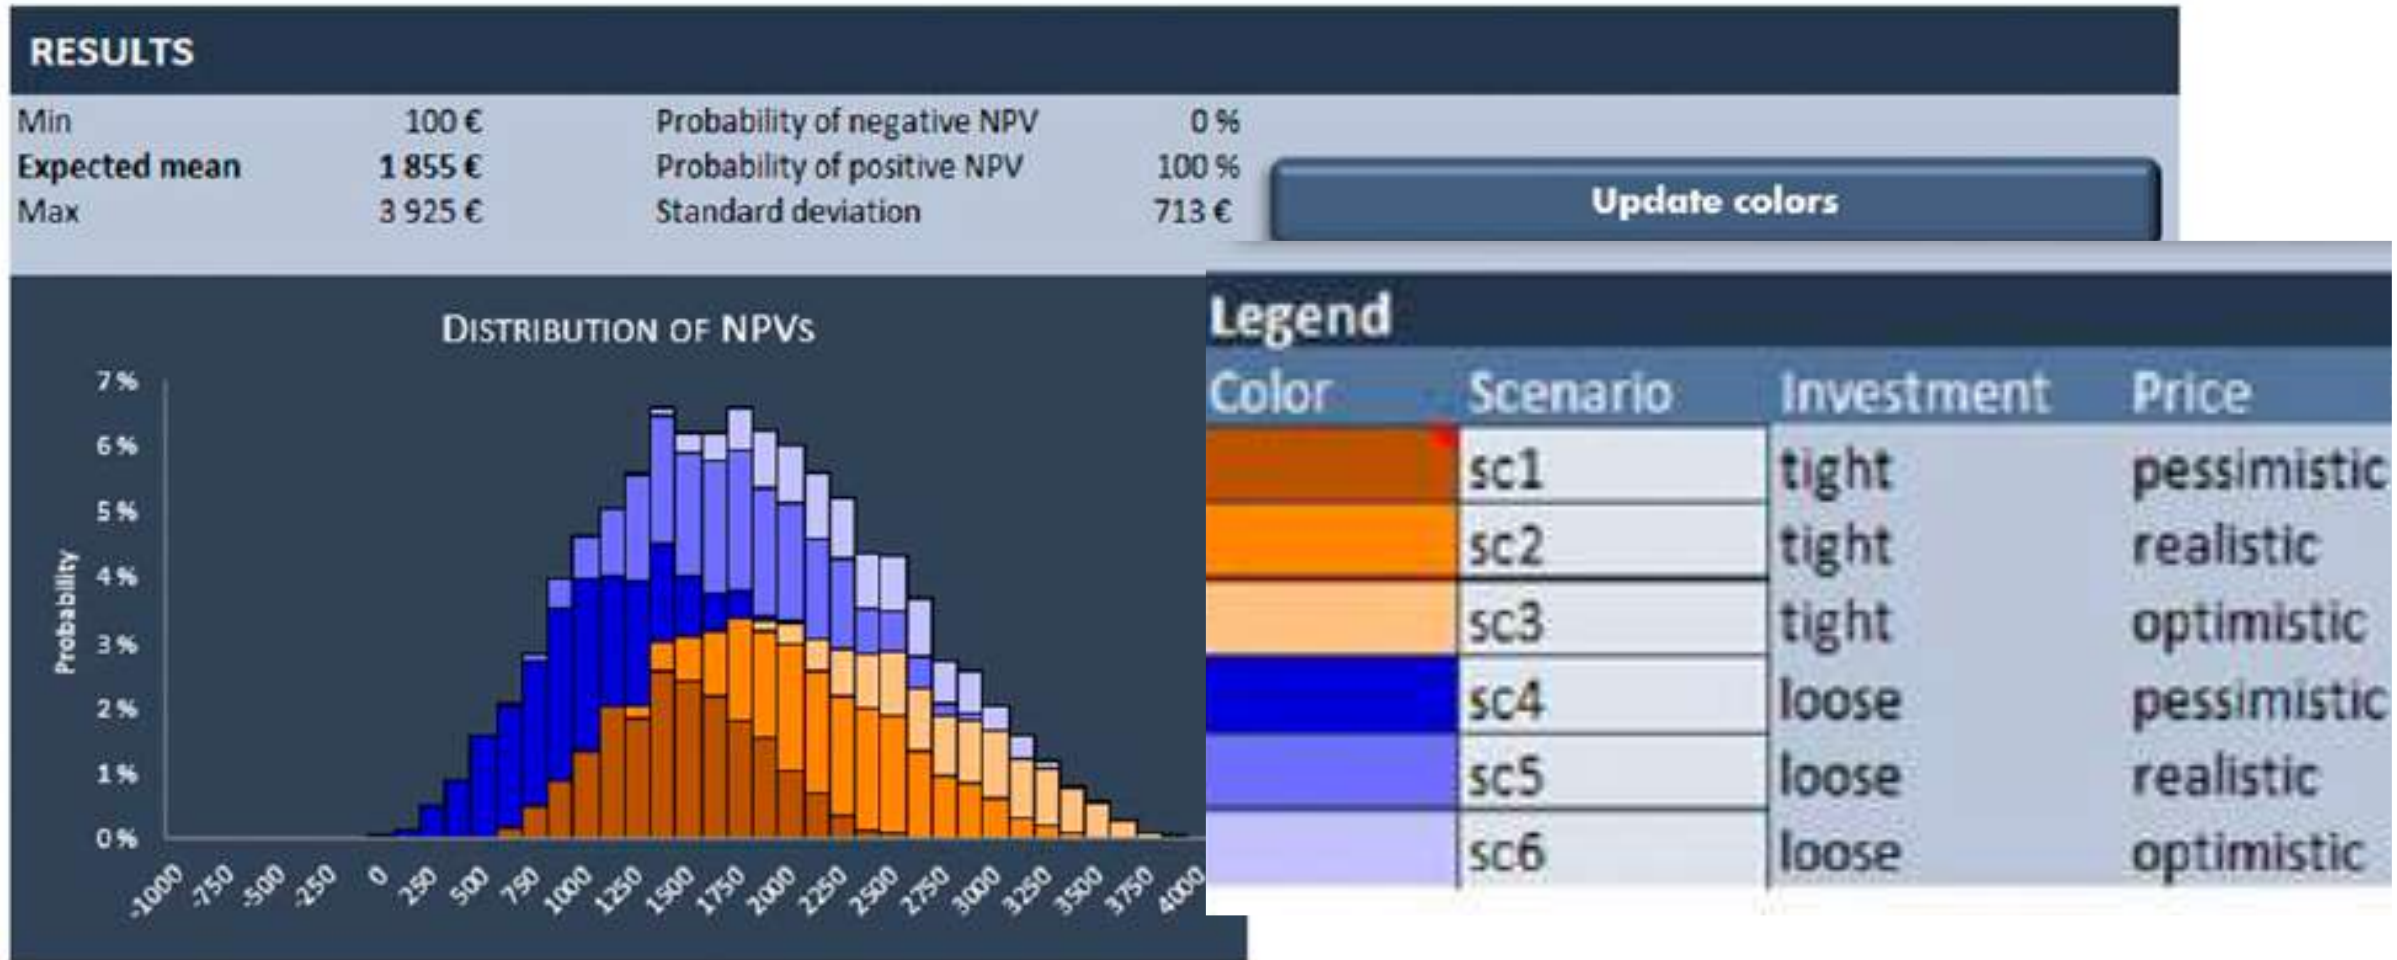 RESULTS
Min 100 € Probability of negative NPV 0 %
Expected mean 1 855 € Probability of positive NPV 100 %
Max 3 925 € Standard deviation 713 €
Update colors
DISTRIBUTION OF NPVS
Probability
7 %
6 %
5 %
4 %
3 %
2 %
1 %
0 %
-1000 -750 -500 -250 0 250 500 750 1000 1250 1500 1750 2000 2250 2500 2750 3000 3250 3500 3750 4000
Legend
Color Scenario Investment Price
sc1 tight pessimistic
sc2 tight realistic
sc3 tight optimistic
sc4 loose pessimistic
sc5 loose realistic
sc6 loose optimistic